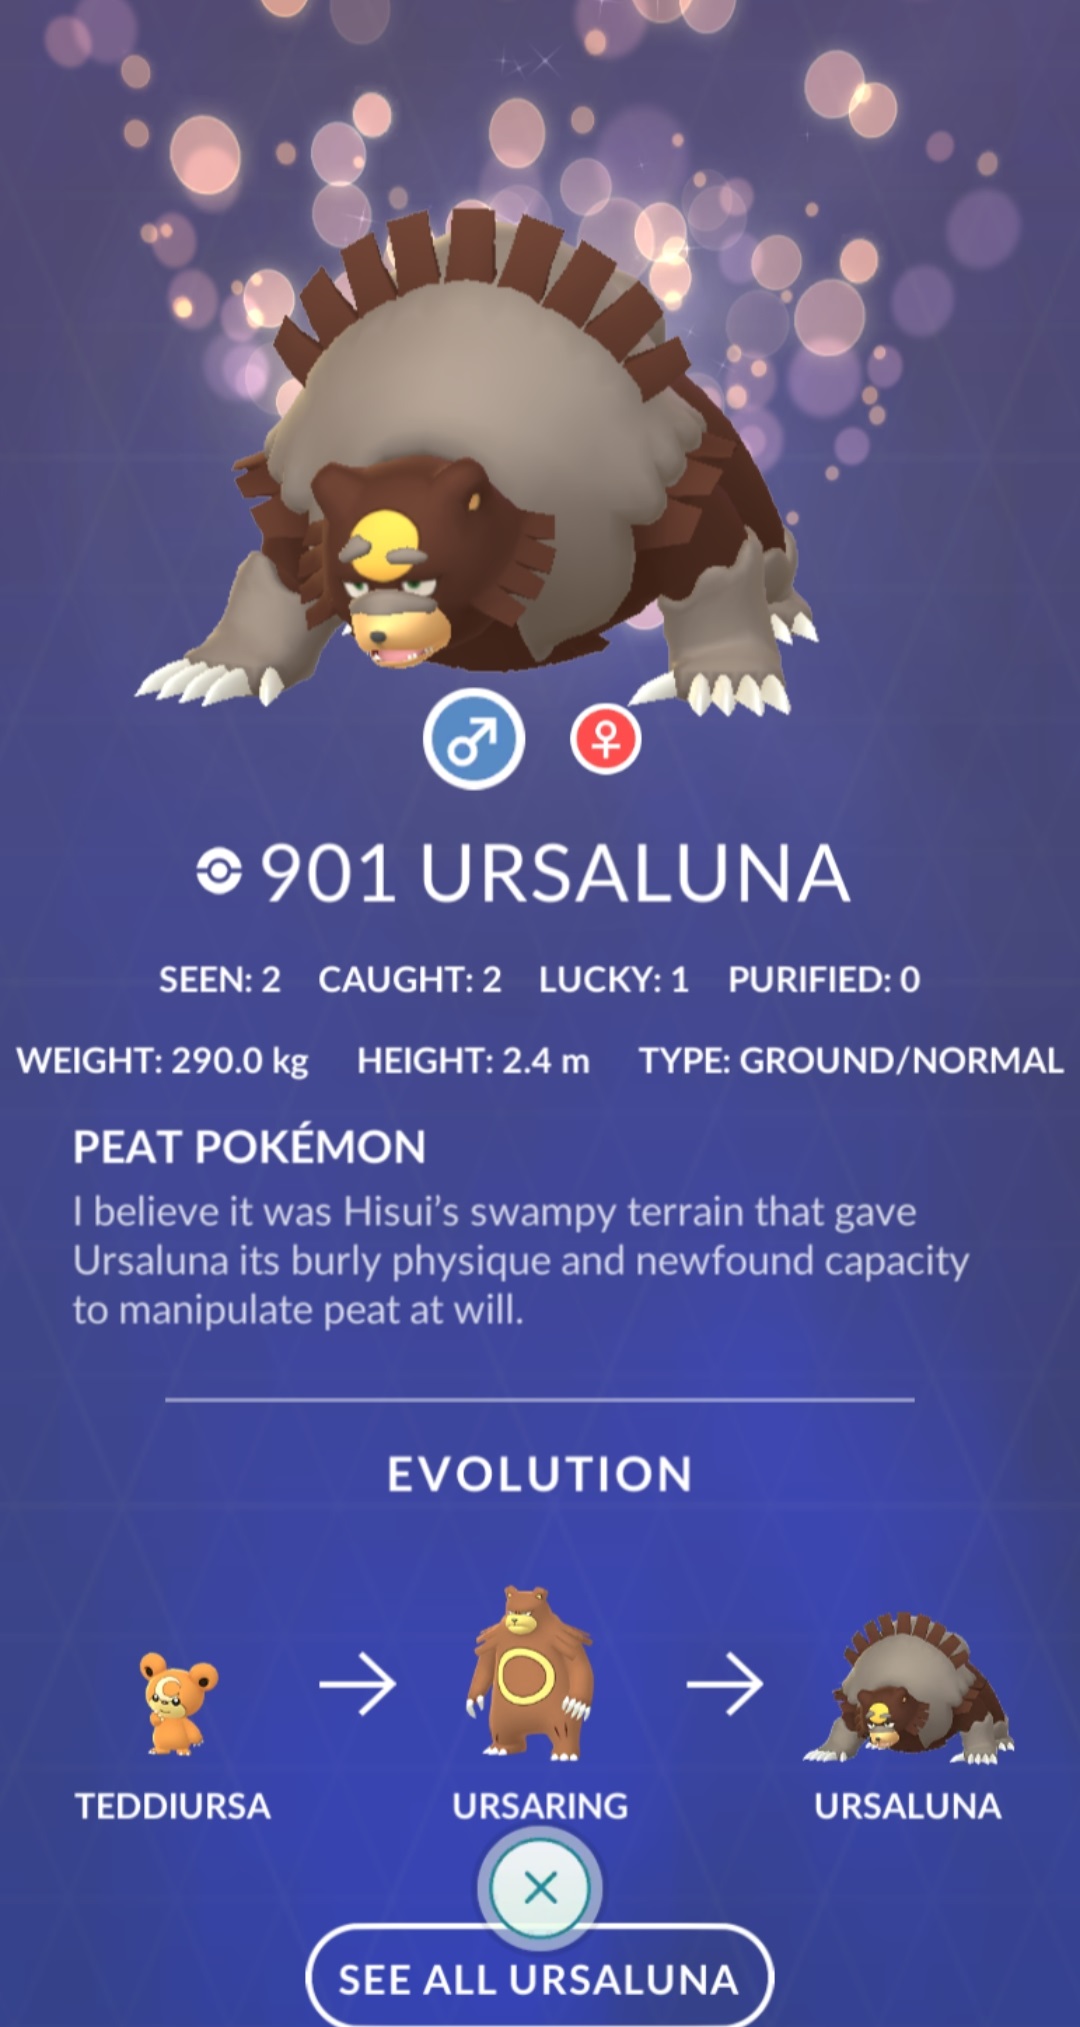 901 URSALUNA
SEEN: 2 CAUGHT: 2 LUCKY: 1 PURIFIED: 0
WEIGHT: 290.0 kg HEIGHT: 2.4 m TYPE: GROUND/NORMAL
PEAT POKÉMON
I believe it was Hisui’s swampy terrain that gave
Ursaluna its burly physique and newfound capacity
to manipulate peat at will.
EVOLUTION
TEDDIURSA URSARING URSALUNA
SEE ALL URSALUNA